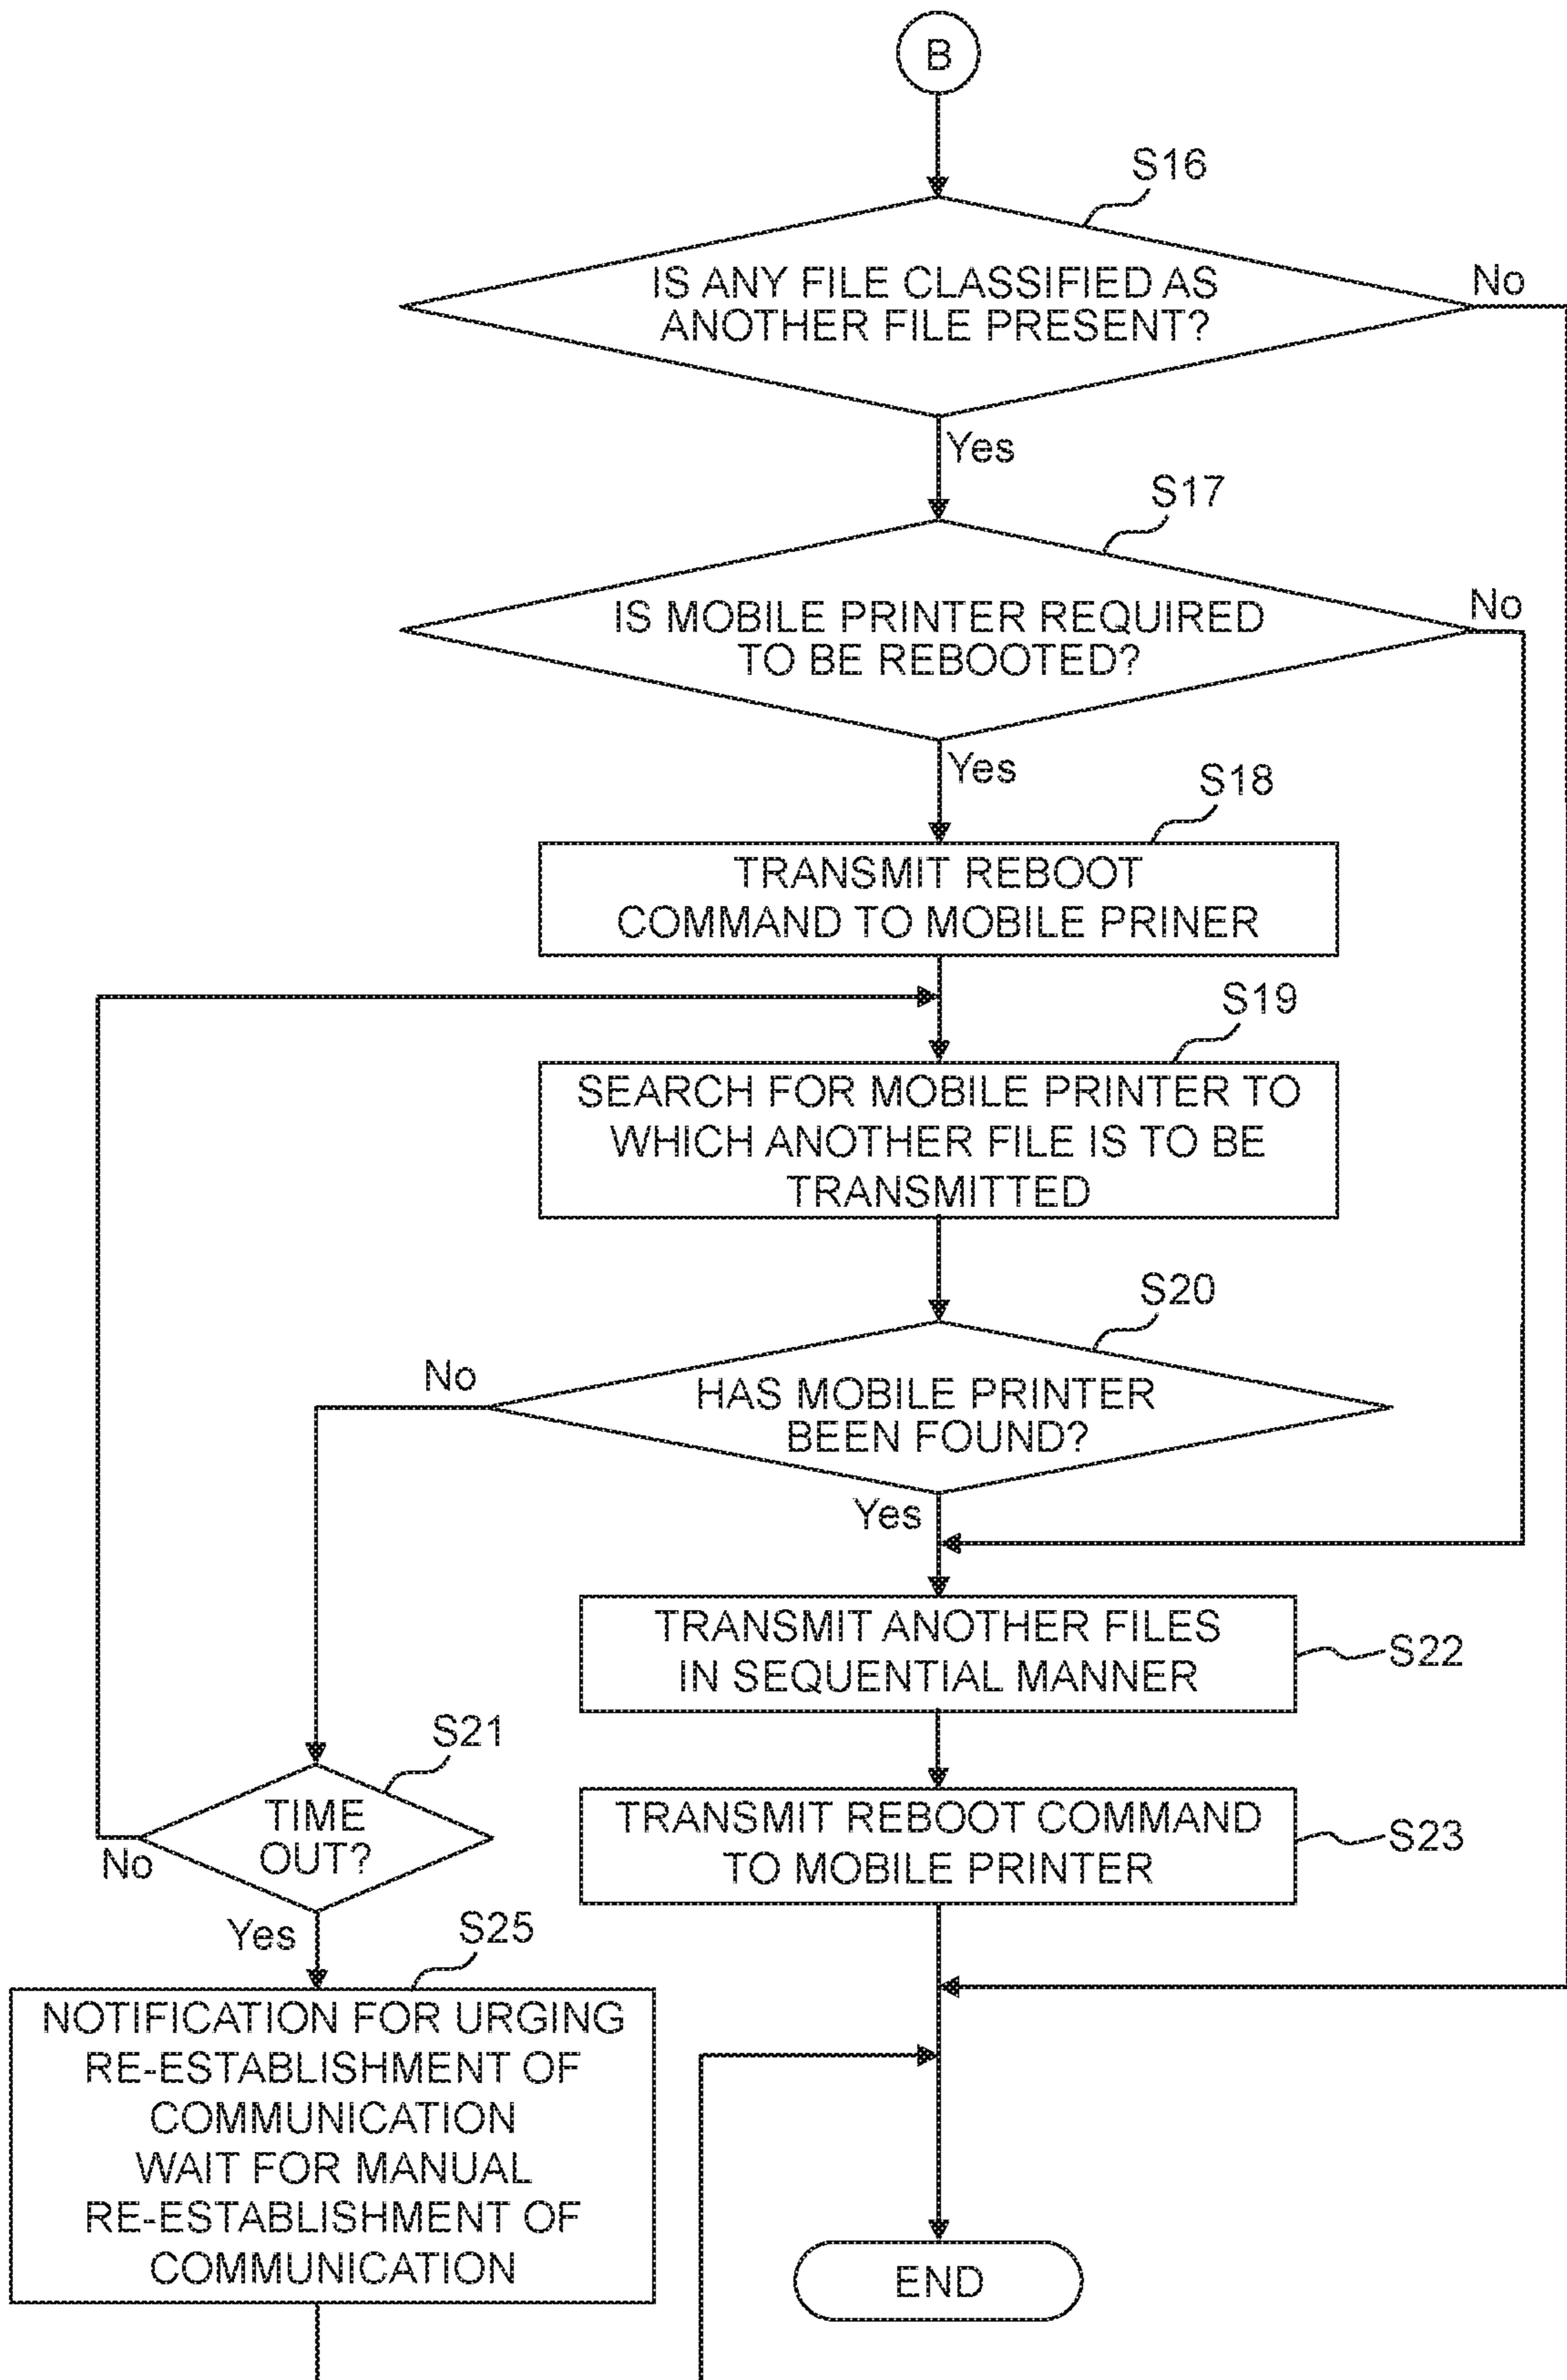 B
S16
IS ANY FILE CLASSIFIED AS
ANOTHER FILE PRESENT?
No
Yes
S17
IS MOBILE PRINTER REQUIRED
TO BE REBOOTED?
No
Yes
S18
TRANSMIT REBOOT
COMMAND TO MOBILE PRINER
S19
SEARCH FOR MOBILE PRINTER TO
WHICH ANOTHER FILE IS TO BE
TRANSMITTED
S20
HAS MOBILE PRINTER
BEEN FOUND?
No
Yes
TRANSMIT ANOTHER FILES
IN SEQUENTIAL MANNER
S22
S21
TIME
OUT?
No
Yes
TRANSMIT REBOOT COMMAND
TO MOBILE PRINTER
S23
S25
NOTIFICATION FOR URGING
RE-ESTABLISHMENT OF
COMMUNICATION
WAIT FOR MANUAL
RE-ESTABLISHMENT OF
COMMUNICATION
END